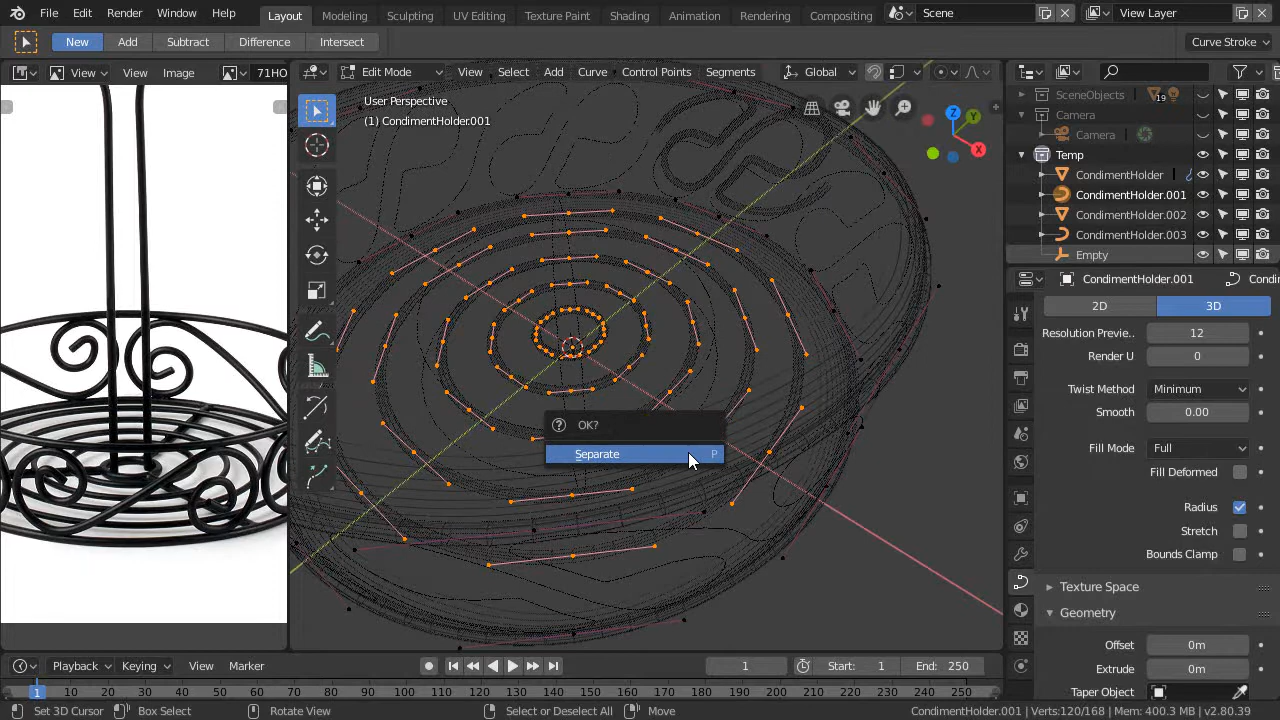 File Edit Render Window Help Layout Modeling Sculpting UV Editing Texture Paint Shading Animation Rendering Compositing Scene View Layer
New Add Subtract Difference Intersect Curve Stroke
View View Image 71HO Edit Mode View Select Add Curve Control Points Segments Global
User Perspective
(1) CondimentHolder.001
Z
Y
X
SceneObjects 19
Camera
Camera
Temp
CondimentHolder
CondimentHolder.001
CondimentHolder.002
CondimentHolder.003
Empty
CondimentHolder.001
2D 3D
Resolution Previe.. 12
Render U 0
Twist Method Minimum
Smooth 0.00
Fill Mode Full
Fill Deformed
Radius
Stretch
Bounds Clamp
Texture Space
Geometry
Offset 0m
Extrude 0m
Taper Object
OK?
Separate P
Playback Keying View Marker 1 Start: 1 End: 250
1 10 20 30 40 50 60 70 80 90 100 110 120 130 140 150 160 170 180 190 200 210 220 230 240 250
Set 3D Cursor Box Select Rotate View Select or Deselect All Move CondimentHolder.001 | Verts:120/168 | Mem: 400.3 MB | v2.80.39